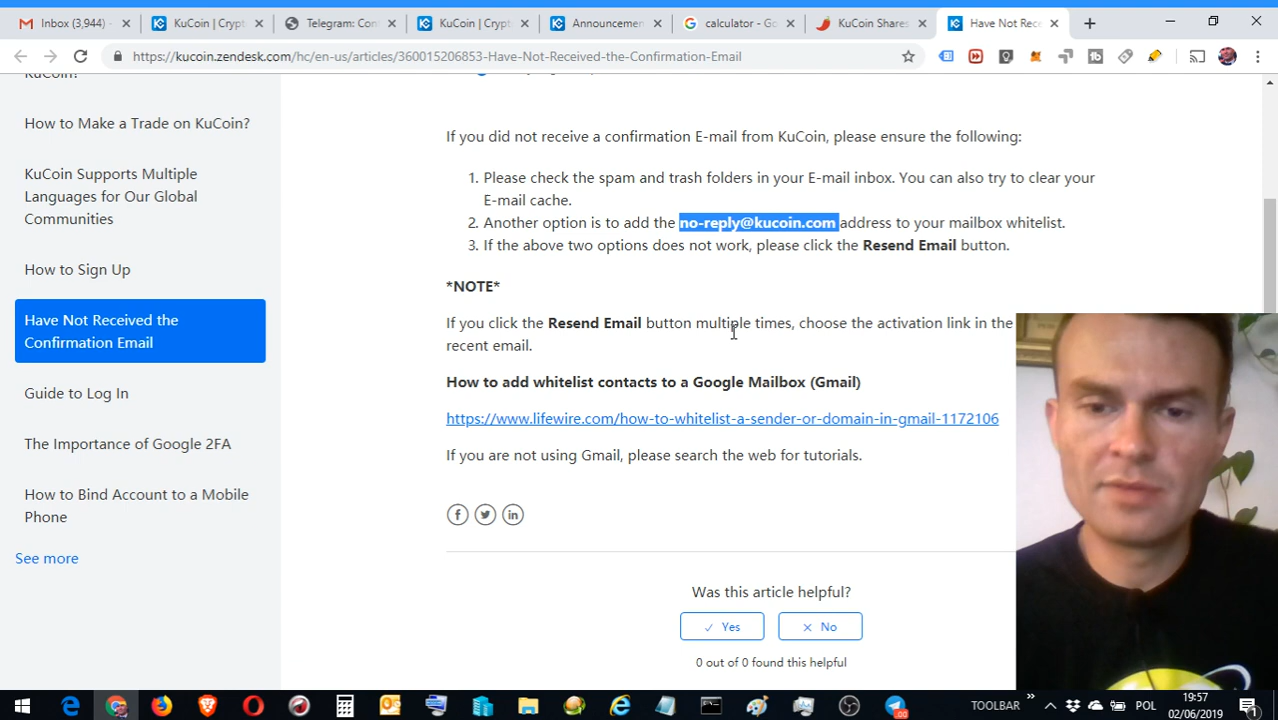 Inbox (3,944)
KuCoin | Crypt
Telegram: Con
KuCoin | Crypt
Announcemen
calculator - Go
KuCoin Shares
Have Not Rece
https://kucoin.zendesk.com/hc/en-us/articles/360015206853-Have-Not-Received-the-Confirmation-Email
KuCoin?
How to Make a Trade on KuCoin?
KuCoin Supports Multiple
Languages for Our Global
Communities
How to Sign Up
Have Not Received the
Confirmation Email
Guide to Log In
The Importance of Google 2FA
How to Bind Account to a Mobile
Phone
See more
If you did not receive a confirmation E-mail from KuCoin, please ensure the following:
1. Please check the spam and trash folders in your E-mail inbox. You can also try to clear your
E-mail cache.
2. Another option is to add the no-reply@kucoin.com address to your mailbox whitelist.
3. If the above two options does not work, please click the Resend Email button.
*NOTE*
If you click the Resend Email button multiple times, choose the activation link in the
recent email.
How to add whitelist contacts to a Google Mailbox (Gmail)
https://www.lifewire.com/how-to-whitelist-a-sender-or-domain-in-gmail-1172106
If you are not using Gmail, please search the web for tutorials.
Was this article helpful?
Yes
No
0 out of 0 found this helpful
TOOLBAR
POL
19:57
02/06/2019